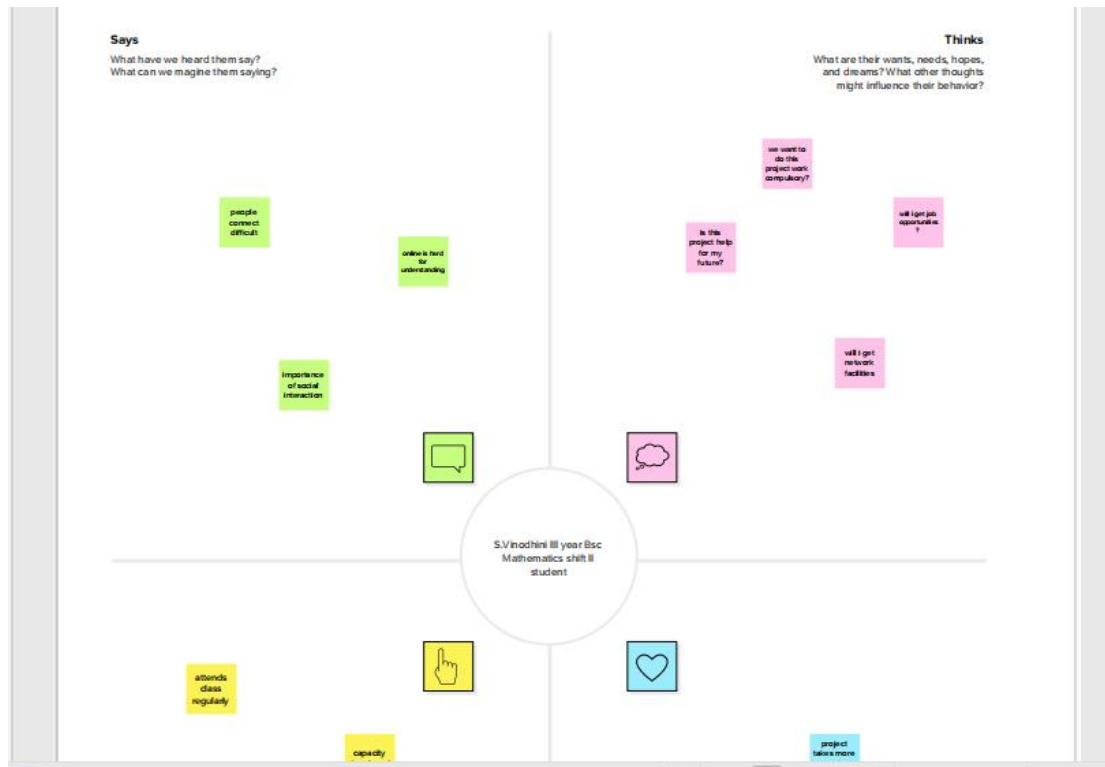 Says
What have we heard them say?
What can we magine them saying?
Thinks
What are their wants, needs, hopes,
and dreams? What other thoughts
might influence their behavior?
people
connect
difficult
online is hard
for
understanding
importance
of social
interaction
we want to
do this
project work
compulsory?
is this
project help
for my
future?
will i get job
opportunities
?
will i get
network
facilities
S.Vinodhini III year Bsc
Mathematics shift II
student
attends
class
regularly
capacity
project
takes more